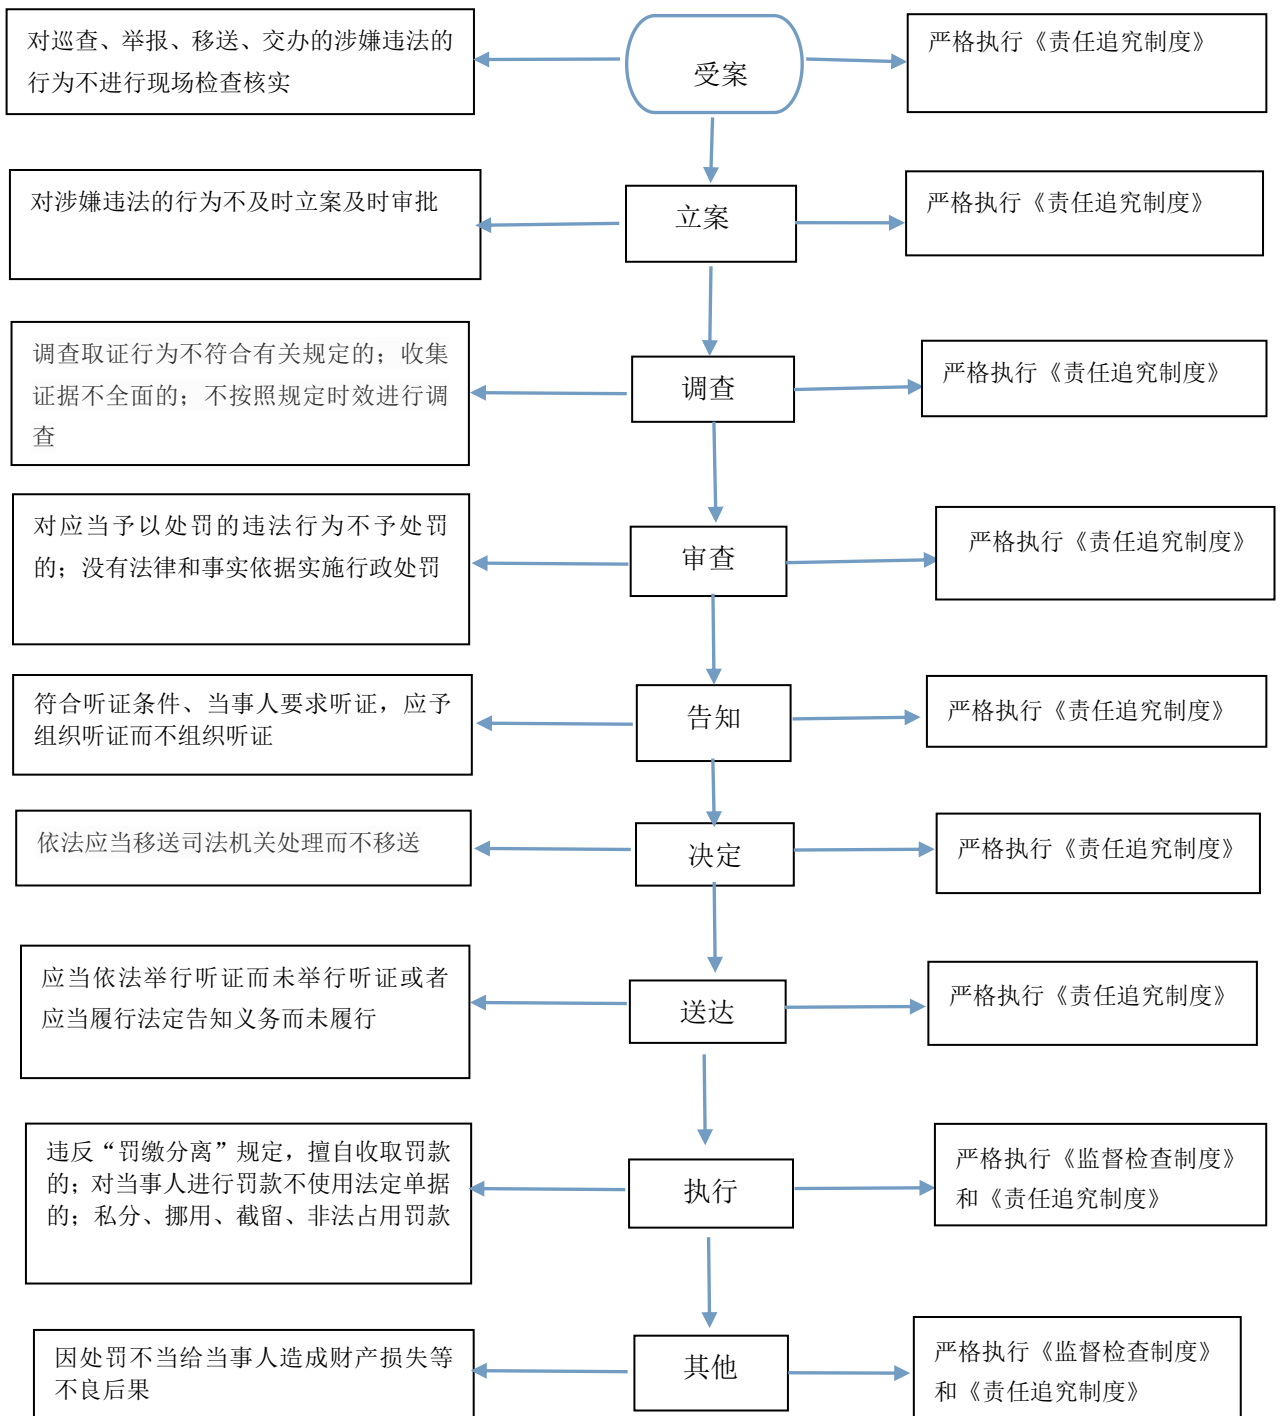 对巡查、举报、移送、交办的涉嫌违法的
行为不进行现场检查核实
受案
严格执行《责任追究制度》
对涉嫌违法的行为不及时立案及时审批
立案
严格执行《责任追究制度》
调查取证行为不符合有关规定的；收集
证据不全面的；不按照规定时效进行调
查
调查
严格执行《责任追究制度》
对应当予以处罚的违法行为不予处罚
的；没有法律和事实依据实施行政处罚
审查
严格执行《责任追究制度》
符合听证条件、当事人要求听证，应予
组织听证而不组织听证
告知
严格执行《责任追究制度》
依法应当移送司法机关处理而不移送
决定
严格执行《责任追究制度》
应当依法举行听证而未举行听证或者
应当履行法定告知义务而未履行
送达
严格执行《责任追究制度》
违反“罚缴分离”规定，擅自收取罚款
的；对当事人进行罚款不使用法定单据
的；私分、挪用、截留、非法占用罚款
执行
严格执行《监督检查制度》
和《责任追究制度》
因处罚不当给当事人造成财产损失等
不良后果
其他
严格执行《监督检查制度》
和《责任追究制度》